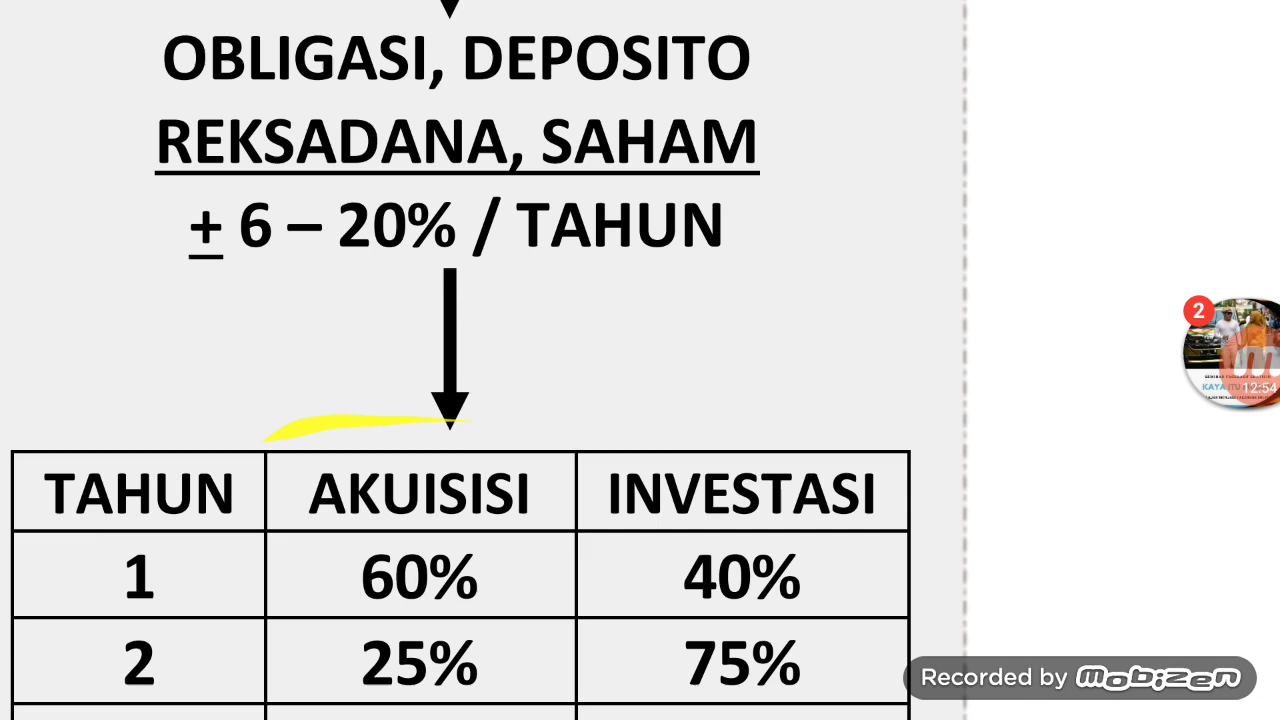 OBLIGASI, DEPOSITO
REKSADANA, SAHAM
± 6 – 20% / TAHUN
TAHUN AKUISISI INVESTASI
1 60% 40%
2 25% 75%
2
KAYA ITU
12:54
Recorded by mobizen